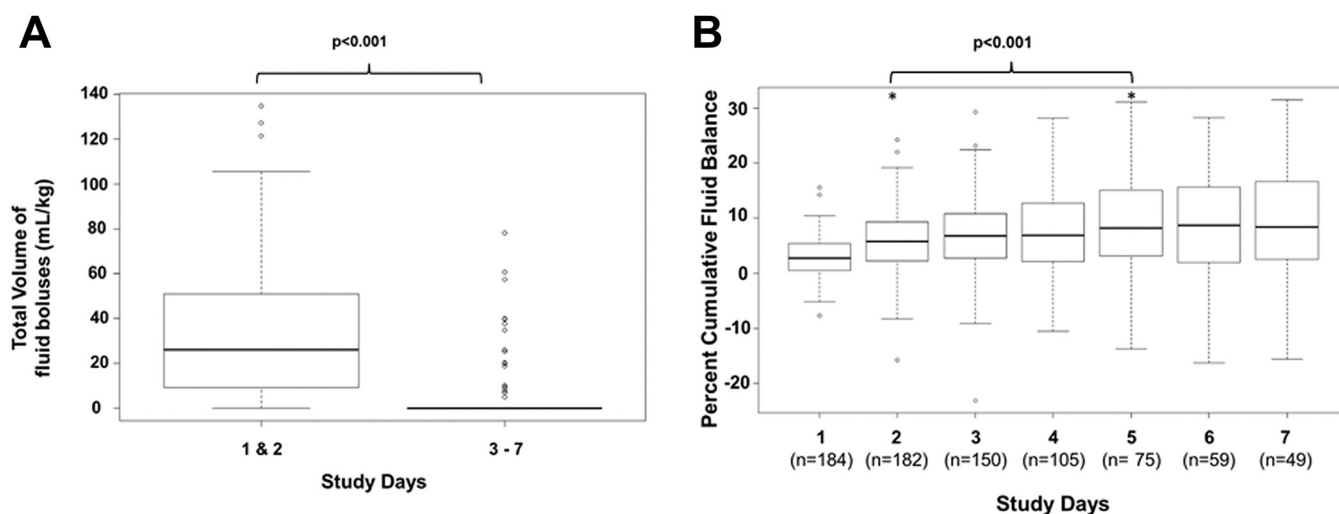 A
p<0.001
Total Volume of
fluid boluses (mL/kg)
140
120
100
80
60
40
20
0
1 & 2
3 - 7
Study Days
B
p<0.001
*
*
Percent Cumulative Fluid Balance
30
20
10
0
-10
-20
1 2 3 4 5 6 7
(n=184) (n=182) (n=150) (n=105) (n= 75) (n=59) (n=49)
Study Days